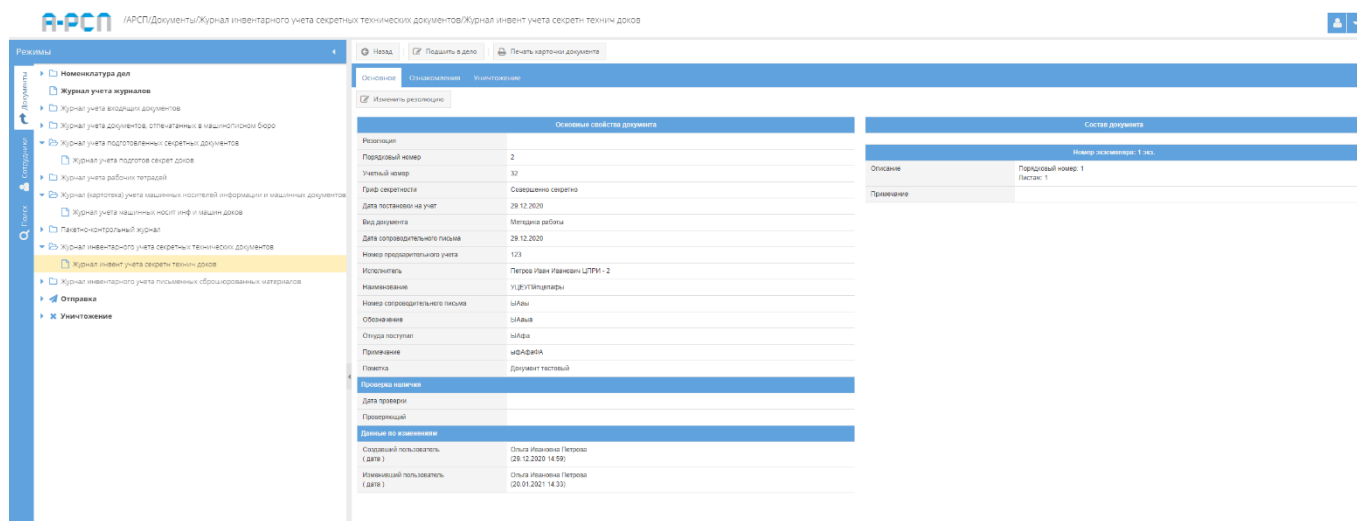 А-РСП
/АРСП/Документы/Журнал инвентарного учета секретных технических документов/Журнал инвент учета секретн технич доков
Режимы
Документы
Сотрудники
Поиск
Номенклатура дел
Журнал учета журналов
Журнал учета входящих документов
Журнал учета документов, отпечатанных в машинописном бюро
Журнал учета подготовленных секретных документов
Журнал учета подготов секрет доков
Журнал учета рабочих тетрадей
Журнал (картотека) учета машинных носителей информации и машинных документов
Журнал учета машинных носит инф и машин доков
Пакетно-контрольный журнал
Журнал инвентарного учета секретных технических документов
Журнал инвент учета секретн технич доков
Журнал инвентарного учета письменных сброшюрованных материалов
Отправка
Уничтожение
Назад
Подшить в дело
Печать карточки документа
Основное
Ознакомления
Уничтожение
Изменить резолюцию
Основные свойства документа
Резолюция
Порядковый номер 2
Учетный номер 32
Гриф секретности Совершенно секретно
Дата постановки на учет 29.12.2020
Вид документа Методика работы
Дата сопроводительного письма 29.12.2020
Номер предварительного учета 123
Исполнитель Петров Иван Иванович ЦПРИ - 2
Наименование
Номер сопроводительного письма ыАвы
Обозначение ыАвыа
Откуда поступил ыАфа
Примечание ыфАфаФА
Пометка Документ тестовый
Проверка наличия
Дата проверки
Проверяющий
Данные по изменениям
Создавший пользователь Ольга Ивановна Петрова
( дата ) (29.12.2020 14:59)
Изменивший пользователь Ольга Ивановна Петрова
( дата ) (20.01.2021 14:33)
Состав документа
Номер экземпляра: 1 экз.
Описание Порядковый номер: 1
Листаж: 1
Примечание